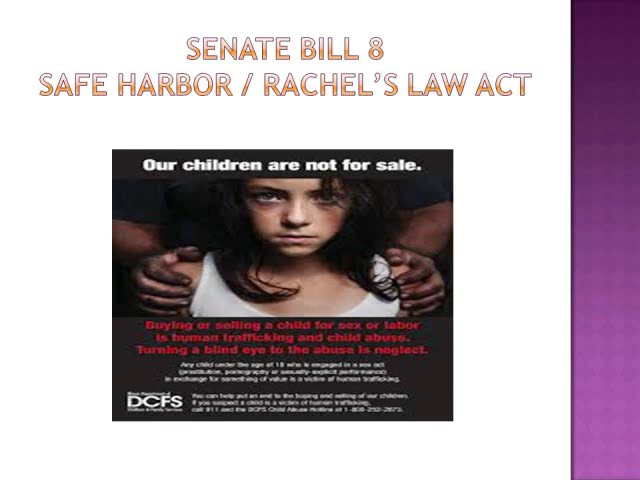 SENATE BILL 8
SAFE HARBOR / RACHEL'S LAW ACT
Our children are not for sale.
Buying or selling a child for sex or labor
is human trafficking and child abuse.
Turning a blind eye to the abuse is neglect.
Any child under the age of 18 who is engaged in a sex act
(prostitution, pornography or sexually-explicit performance)
in exchange for something of value is a victim of human trafficking.
DCFS
You can help put an end to the buying and selling of our children.
If you suspect a child is a victim of human trafficking,
call 911 and the DCFS Child Abuse Hotline at 1-800-252-2873.